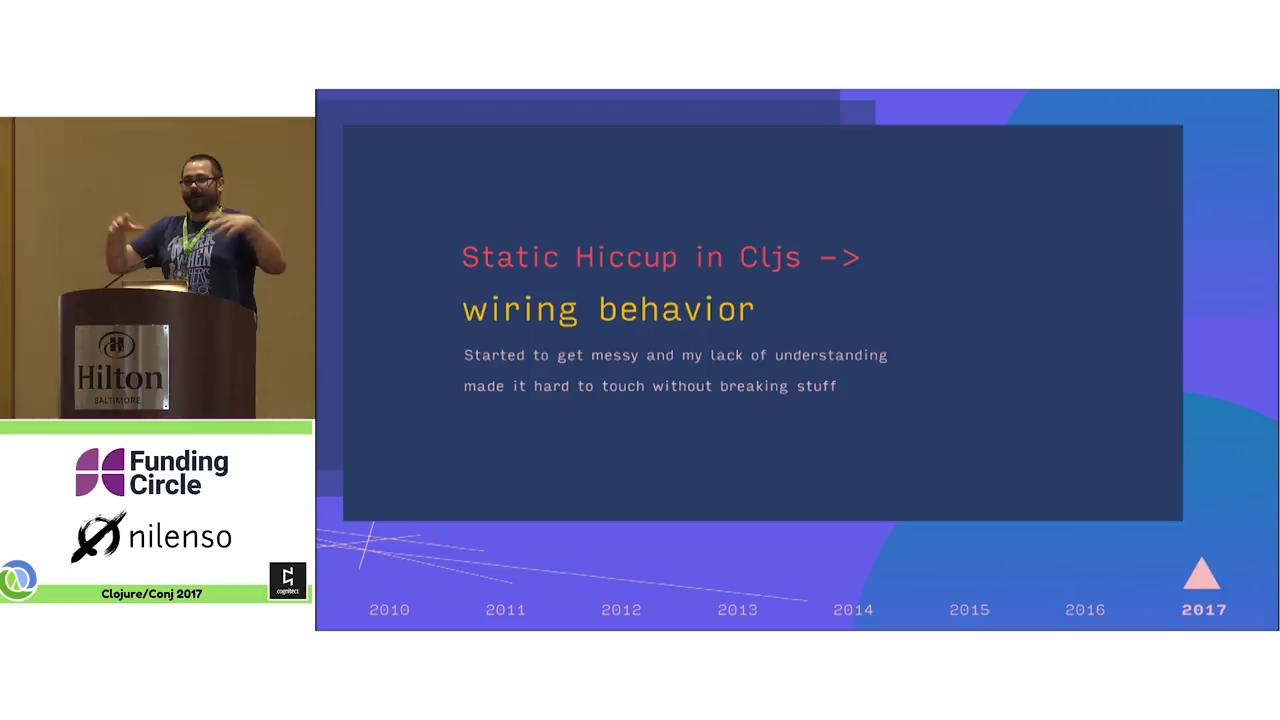 Static Hiccup in Cljs ->
wiring behavior
Started to get messy and my lack of understanding
made it hard to touch without breaking stuff
2010 2011 2012 2013 2014 2015 2016 2017
WHEN
Hilton
BALTIMORE
Funding
Circle
nilenso
Clojure/Conj 2017
cognitect